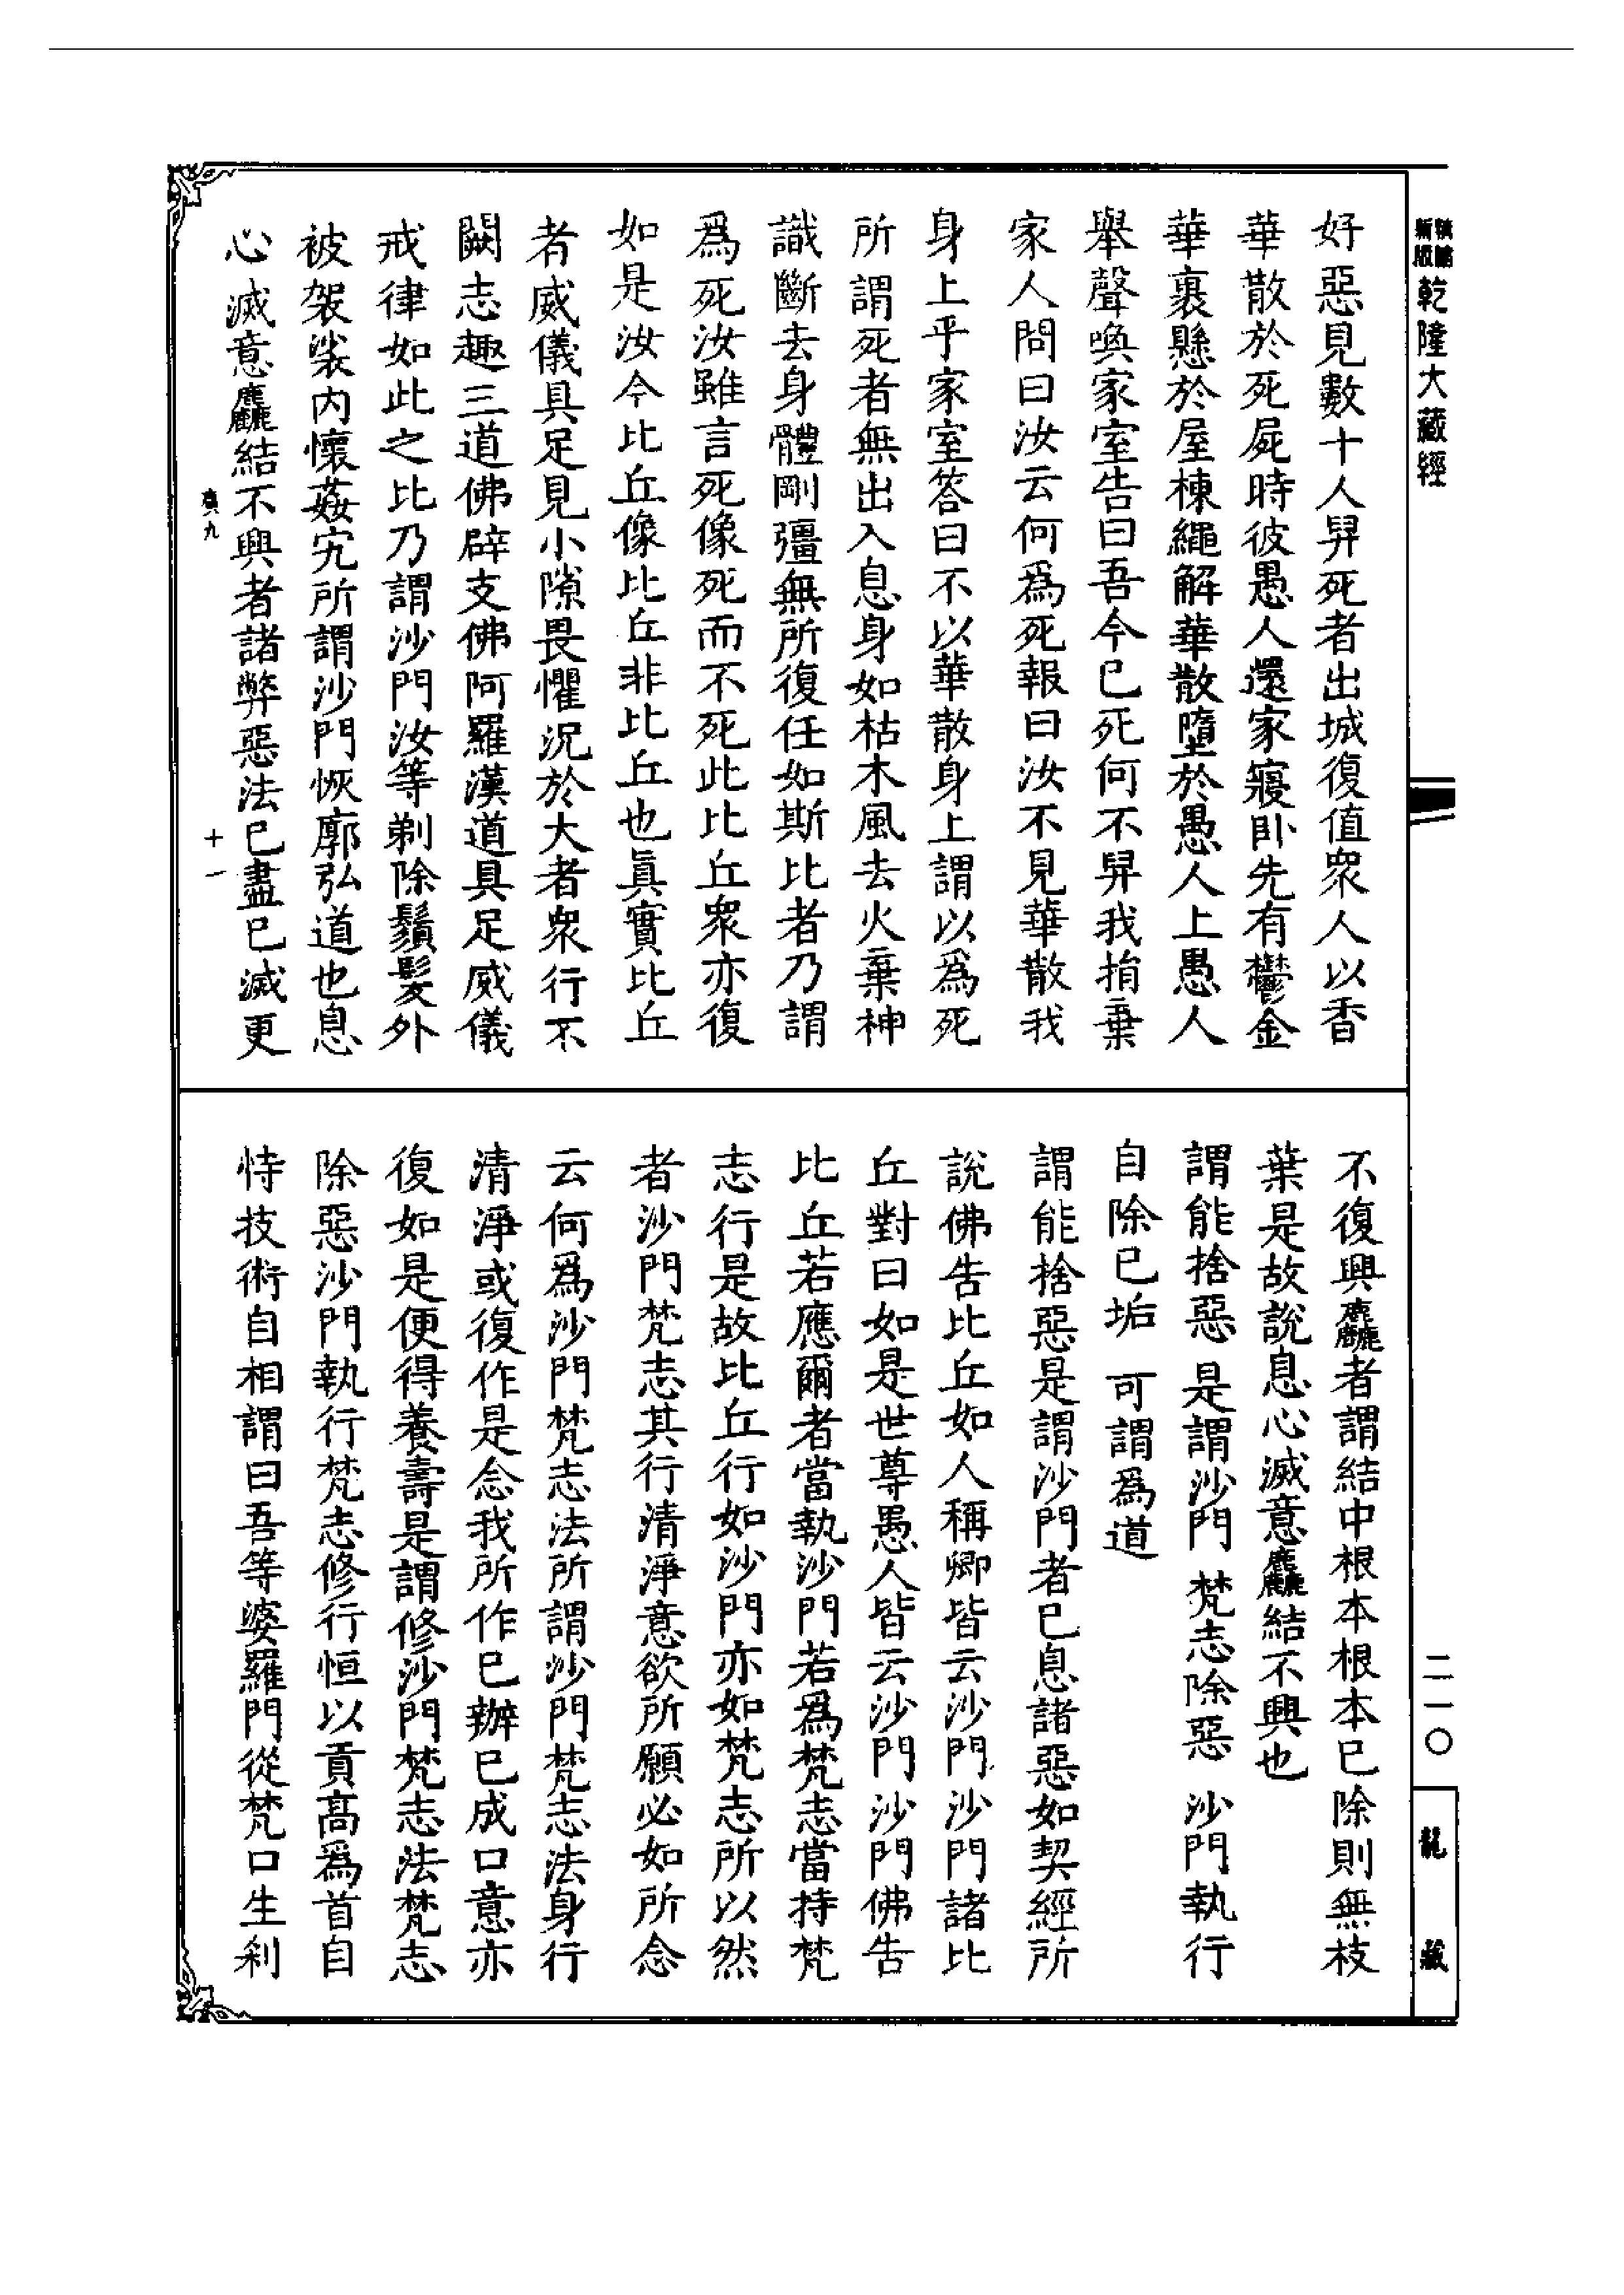 乾隆大藏經
二一〇
龍藏
好惡見數十人舁死者出城復值衆人以香
華散於死屍時彼愚人還家寢卧先有鬱金
華裹懸於屋棟繩解華散墮於愚人上愚人
舉聲喚家室告曰吾今已死何不舁我捐棄
家人問曰汝云何爲死報曰汝不見華散我
身上乎家室答曰不以華散身上謂以爲死
所謂死者無出入息身如枯木風去火棄神
識斷去身體剛彊無所復任如斯比者乃謂
爲死汝雖言死像死而不死此比丘衆亦復
如是汝今比丘像比丘非比丘也眞實比丘
者威儀具足見小隙畏懼況於大者衆行不
闕志趣三道佛辟支佛阿羅漢道具足威儀
戒律如此之比乃謂沙門汝等剃除鬚髮外
被袈裟内懷姦宄所謂沙門恢廓弘道也息
心滅意麤結不興者諸弊惡法已盡已滅更
廣九 十一
不復興麤者謂結中根本根本已除則無枝
葉是故說息心滅意麤結不興也
謂能捨惡 是謂沙門 梵志除惡 沙門執行
自除已垢 可謂爲道
謂能捨惡是謂沙門者已息諸惡如契經所
說佛告比丘如人稱卿皆云沙門沙門諸比
丘對曰如是世尊愚人皆云沙門沙門佛告
比丘若應爾者當執沙門若爲梵志當持梵
志行是故比丘行如沙門亦如梵志所以然
者沙門梵志其行清淨意欲所願必如所念
云何爲沙門梵志法所謂沙門梵志法身行
清淨或復作是念我所作已辦已成口意亦
復如是便得養壽是謂修沙門梵志法梵志
除惡沙門執行梵志修行恒以貢高爲首自
恃技術自相謂曰吾等婆羅門從梵口生刹